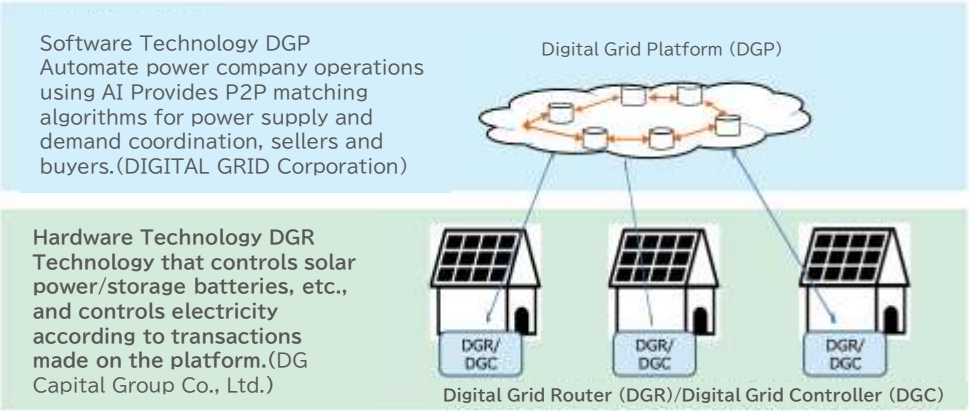 Software Technology DGP
Automate power company operations
using AI Provides P2P matching
algorithms for power supply and
demand coordination, sellers and
buyers.(DIGITAL GRID Corporation)
Digital Grid Platform (DGP)
Hardware Technology DGR
Technology that controls solar
power/storage batteries, etc.,
and controls electricity
according to transactions
made on the platform.(DG
Capital Group Co., Ltd.)
DGR/
DGC
DGR/
DGC
DGR/
DGC
Digital Grid Router (DGR)/Digital Grid Controller (DGC)